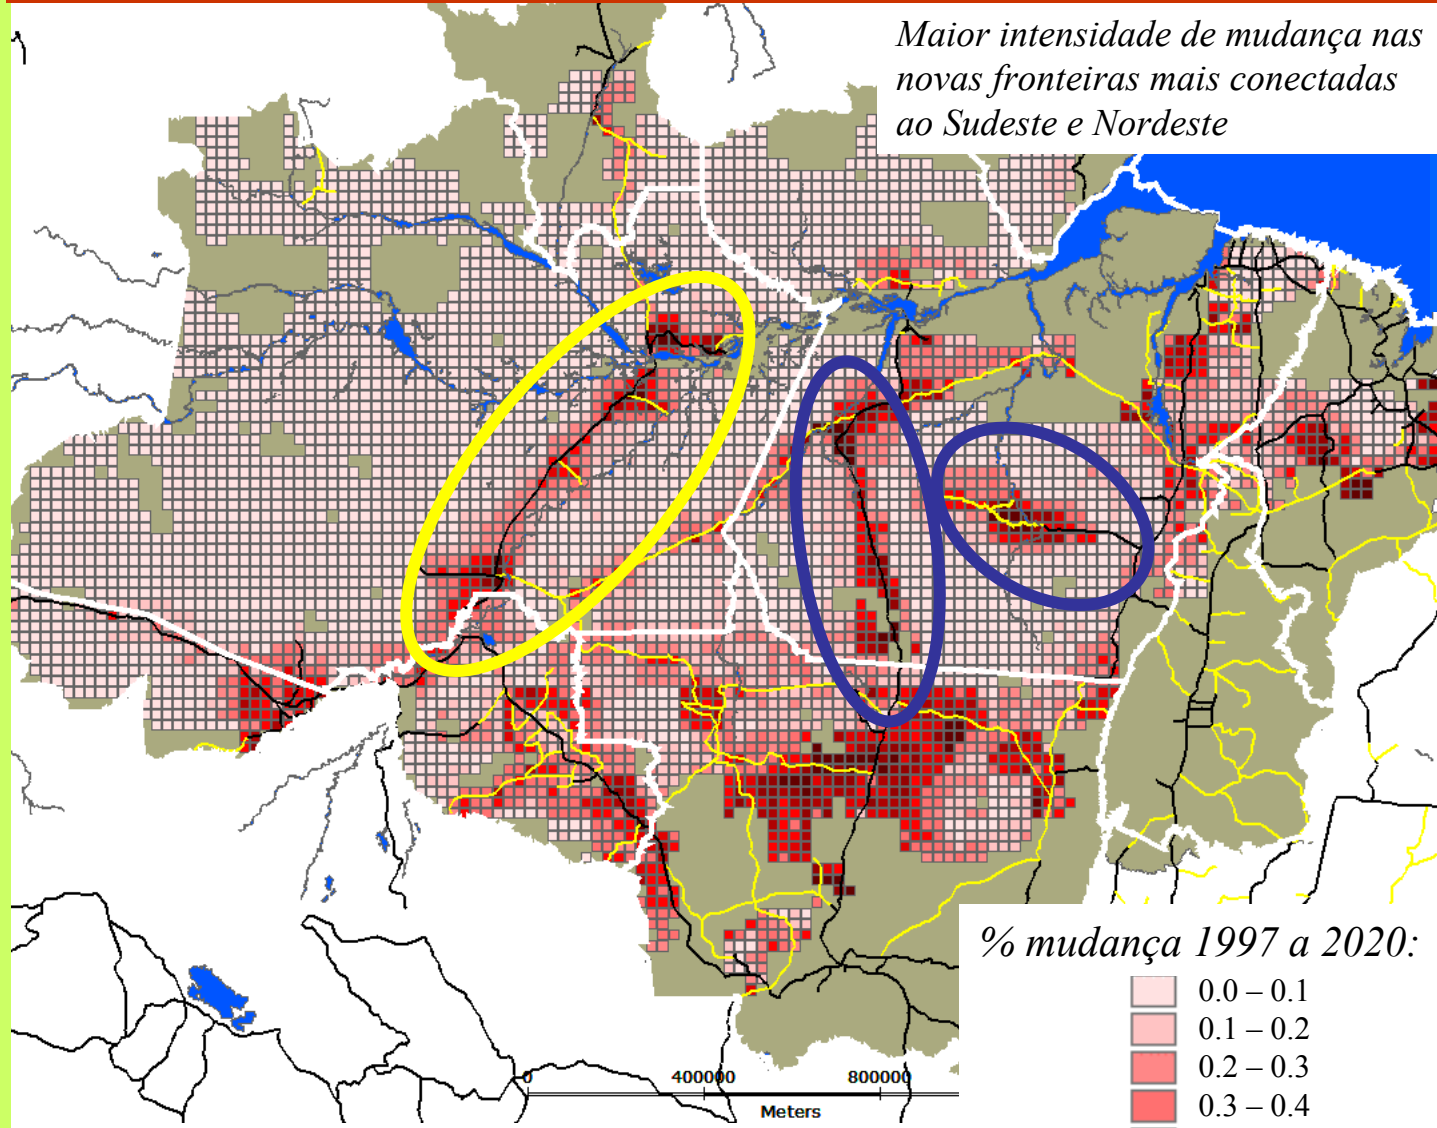 Maior intensidade de mudança nas
novas fronteiras mais conectadas
ao Sudeste e Nordeste
% mudança 1997 a 2020:
0.0 – 0.1
0.1 – 0.2
0.2 – 0.3
0.3 – 0.4
0 400000 800000
Meters